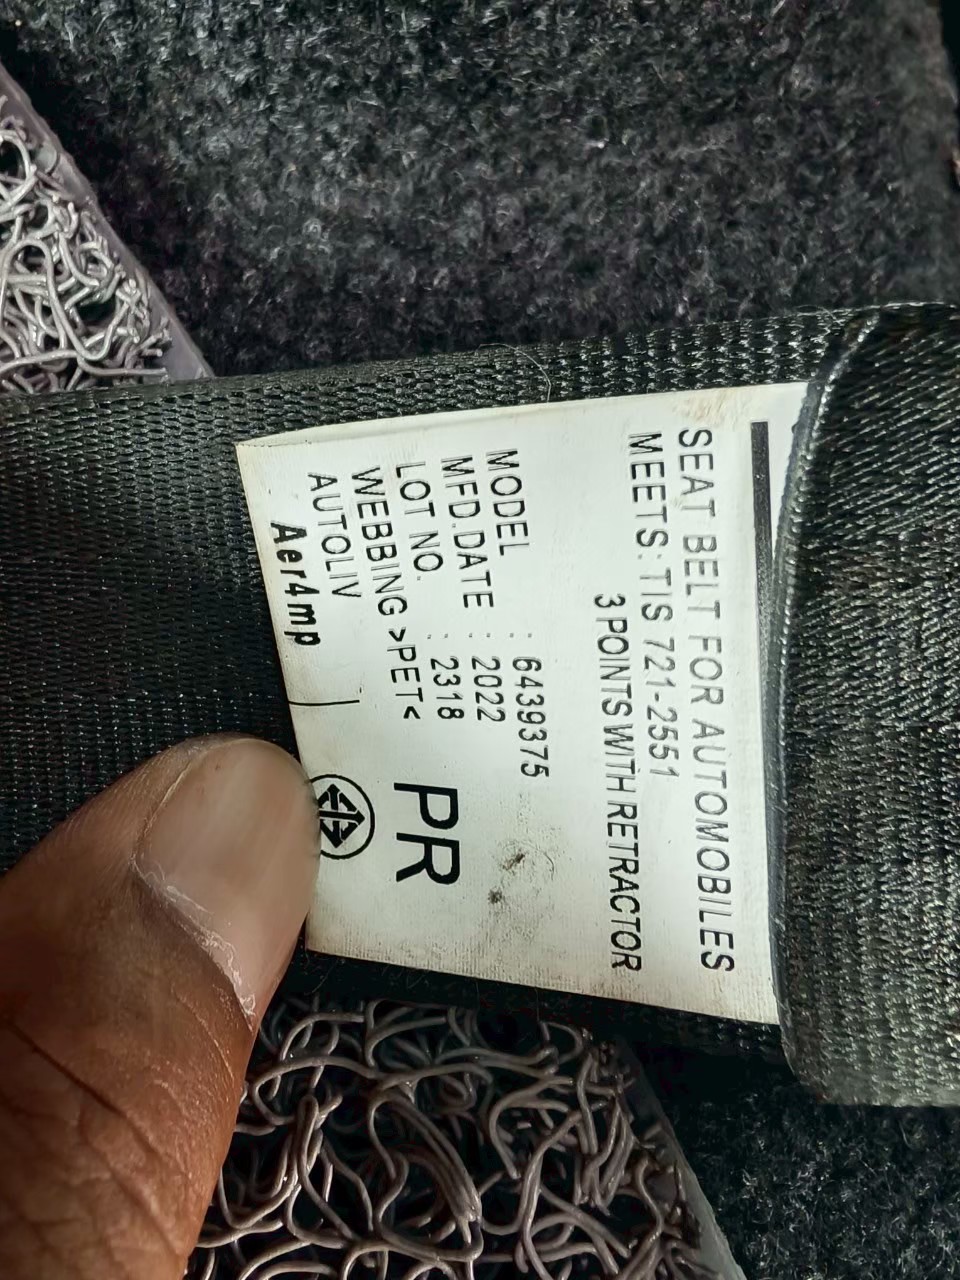 SEAT BELT FOR AUTOMOBILES
MEETS: TIS 721-2551
3 POINTS WITH RETRACTOR
MODEL : 6439375
MFD.DATE : 2022
LOT NO. : 2318
WEBBING >PET<
PR
AUTOLIV
Aer4mp